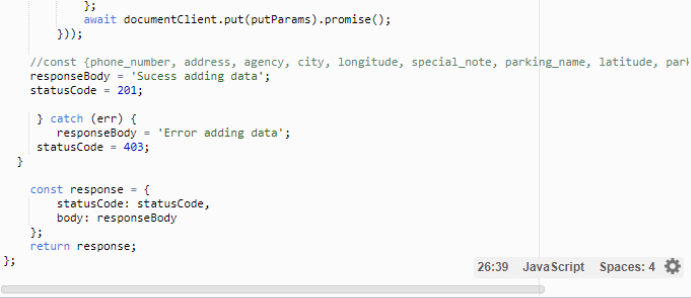 };
await documentClient.put(putParams).promise();
}));
//const {phone_number, address, agency, city, longitude, special_note, parking_name, latitude, park
responseBody = 'Sucess adding data';
statusCode = 201;
} catch (err) {
responseBody = 'Error adding data';
statusCode = 403;
}
const response = {
statusCode: statusCode,
body: responseBody
};
return response;
};
26:39 JavaScript Spaces: 4